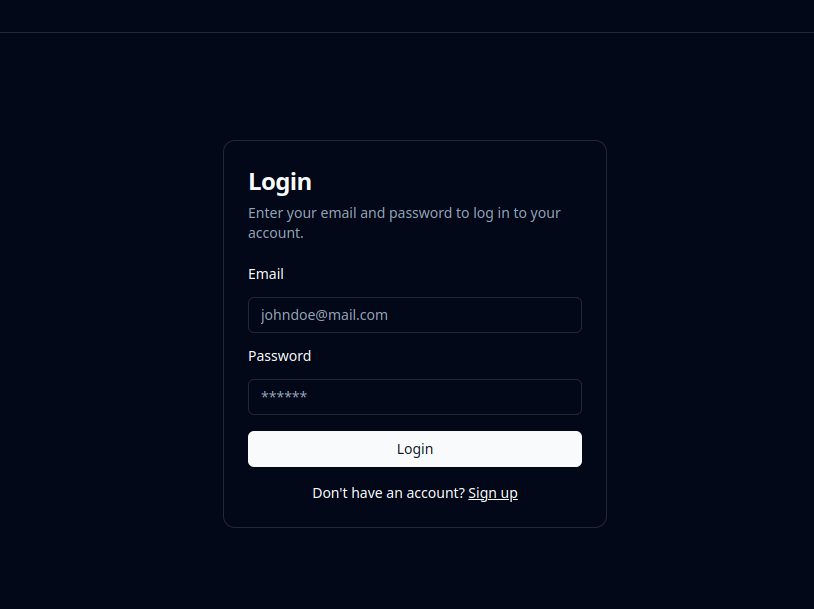 Login
Enter your email and password to log in to your
account.
Email
johndoe@mail.com
Password
******
Login
Don't have an account? Sign up